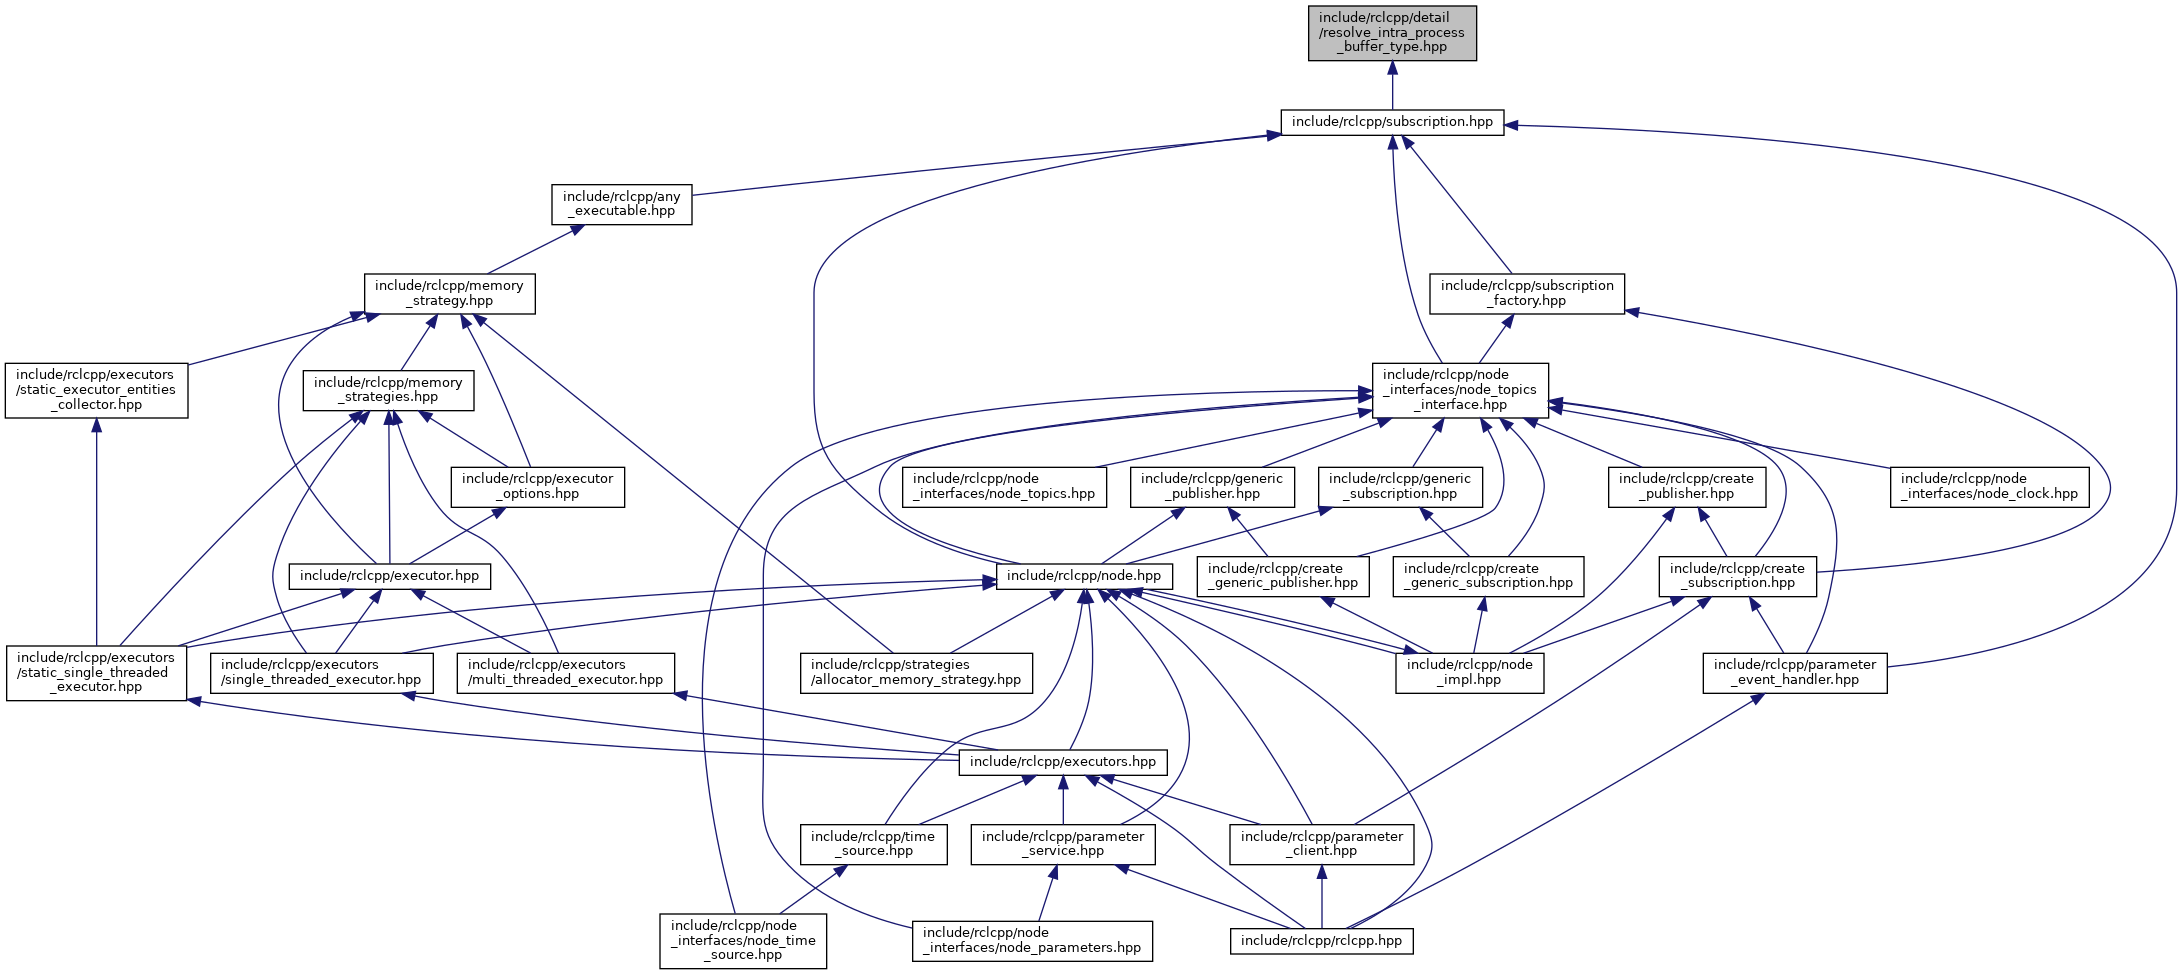 include/rclcpp/detail
/resolve_intra_process
_buffer_type.hpp
include/rclcpp/subscription.hpp
include/rclcpp/any
_executable.hpp
include/rclcpp/memory
_strategy.hpp
include/rclcpp/subscription
_factory.hpp
include/rclcpp/executors
/static_executor_entities
_collector.hpp
include/rclcpp/memory
_strategies.hpp
include/rclcpp/node
_interfaces/node_topics
_interface.hpp
include/rclcpp/executor
_options.hpp
include/rclcpp/node
_interfaces/node_topics.hpp
include/rclcpp/generic
_publisher.hpp
include/rclcpp/generic
_subscription.hpp
include/rclcpp/create
_publisher.hpp
include/rclcpp/node
_interfaces/node_clock.hpp
include/rclcpp/executor.hpp
include/rclcpp/node.hpp
include/rclcpp/create
_generic_publisher.hpp
include/rclcpp/create
_generic_subscription.hpp
include/rclcpp/create
_subscription.hpp
include/rclcpp/executors
/static_single_threaded
_executor.hpp
include/rclcpp/executors
/single_threaded_executor.hpp
include/rclcpp/executors
/multi_threaded_executor.hpp
include/rclcpp/strategies
/allocator_memory_strategy.hpp
include/rclcpp/node
_impl.hpp
include/rclcpp/parameter
_event_handler.hpp
include/rclcpp/executors.hpp
include/rclcpp/time
_source.hpp
include/rclcpp/parameter
_service.hpp
include/rclcpp/parameter
_client.hpp
include/rclcpp/node
_interfaces/node_time
_source.hpp
include/rclcpp/node
_interfaces/node_parameters.hpp
include/rclcpp/rclcpp.hpp